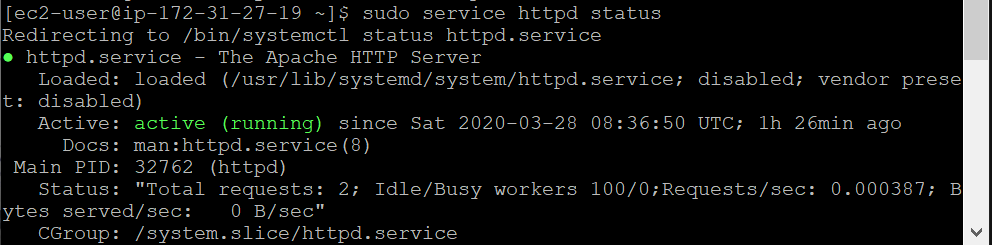 [ec2-user@ip-172-31-27-19 ~]$ sudo service httpd status
Redirecting to /bin/systemctl status httpd.service
● httpd.service - The Apache HTTP Server
   Loaded: loaded (/usr/lib/systemd/system/httpd.service; disabled; vendor prese
t: disabled)
   Active: active (running) since Sat 2020-03-28 08:36:50 UTC; 1h 26min ago
     Docs: man:httpd.service(8)
 Main PID: 32762 (httpd)
   Status: "Total requests: 2; Idle/Busy workers 100/0;Requests/sec: 0.000387; B
ytes served/sec:   0 B/sec"
   CGroup: /system.slice/httpd.service